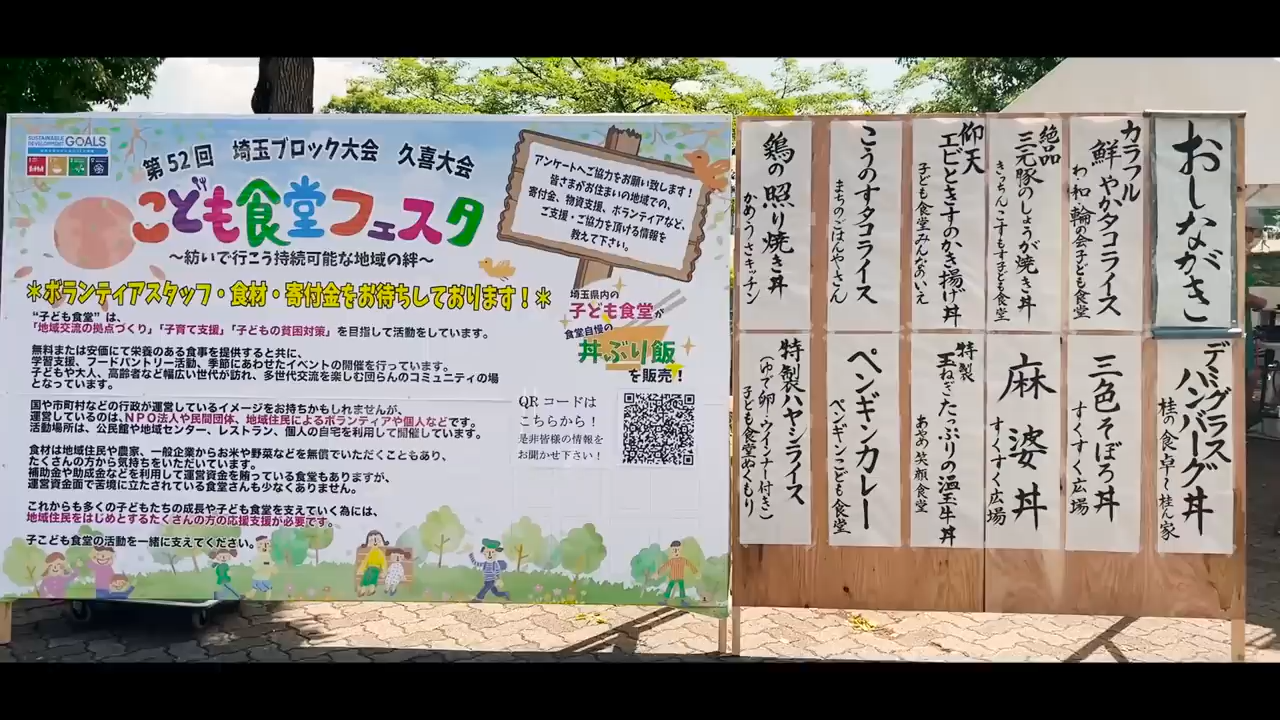 SUSTAINABLE
DEVELOPMENT
GOALS
第52回 埼玉ブロック大会 久喜大会
こども食堂フェスタ
～紡いで行こう持続可能な地域の絆～
＊ボランティアスタッフ・食材・寄付金をお待ちしております！＊
“子ども食堂”は、
「地域交流の拠点づくり」「子育て支援」「子どもの貧困対策」を目指して活動をしています。
無料または安価にて栄養のある食事を提供すると共に、
学習支援、フードパントリー活動、季節にあわせたイベントの開催を行っています。
子どもや大人、高齢者など幅広い世代が訪れ、多世代交流を楽しむ団らんのコミュニティの場
となっています。
国や市町村などの行政が運営しているイメージをお持ちかもしれませんが、
運営しているのは、ＮＰＯ法人や民間団体、地域住民によるボランティアや個人などです。
活動場所は、公民館や地域センター、レストラン、個人の自宅を利用して開催しています。
食材は地域住民や農家、一般企業からお米や野菜などを無償でいただくこともあり、
たくさんの方から気持ちをいただいています。
補助金や助成金などを利用して運営資金を賄っている食堂もありますが、
運営資金面で苦境に立たされている食堂さんも少なくありません。
これからも多くの子どもたちの成長や子ども食堂を支えていく為には、
地域住民をはじめとするたくさんの方の応援支援が必要です。
子ども食堂の活動を一緒に支えてください。
アンケートへご協力をお願い致します！
皆さまがお住まいの地域での、
寄付金、物資支援、ボランティアなど、
ご支援・ご協力を頂ける情報を
教えて下さい。
埼玉県内の
子ども食堂が
食堂自慢の
丼ぶり飯
を販売！
QRコードは
こちらから！
是非皆様の情報を
お聞かせ下さい！
おしながき
カラフル
鮮やかタコライス
わ・和・輪の会子ども食堂
絶品
三元豚のしょうが焼き丼
きっちんこすもす子ども食堂
仰天
エビときすのかき揚げ丼
子ども食堂みんなのいえ
こうのすタコライス
まちのごはんやーさん
鶏の照り焼き丼
かめのうさキッチン
デミグラス
ハンバーグ丼
桂の食卓～桂ん家
三色そぼろ丼
すくすく広場
麻婆丼
すくすく広場
特製
玉ねぎたっぷりの温玉牛丼
あやめ笑顔食堂
ペンギンカレー
ペンギンこども食堂
特製ハヤシライス
（ゆで卵・ウインナー付き）
子ども食堂ぬくもり